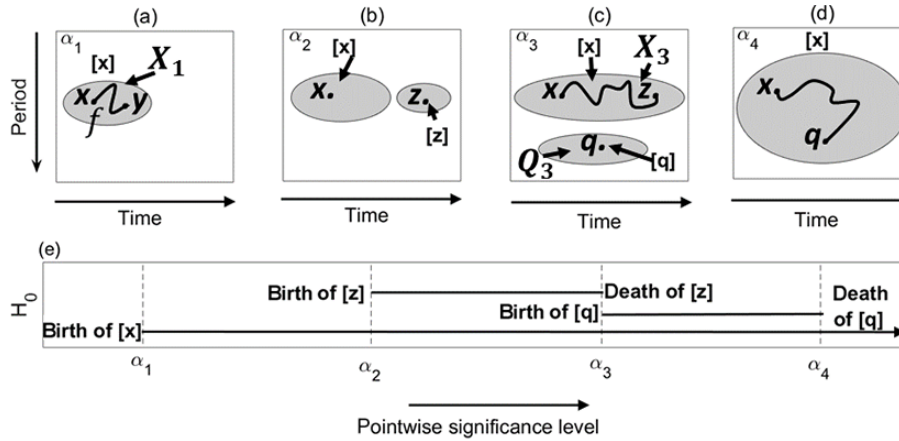 (a)
(b)
(c)
(d)
α1
[x]
X1
x
y
f
α2
[x]
x.
z.
[z]
α3
[x]
X3
x
z
q.
Q3
[q]
α4
[x]
x
q
Period
Time
Time
Time
Time
(e)
H0
Birth of [z]
Death of [z]
Death
of [q]
Birth of [q]
Birth of [x]
α1
α2
α3
α4
Pointwise significance level